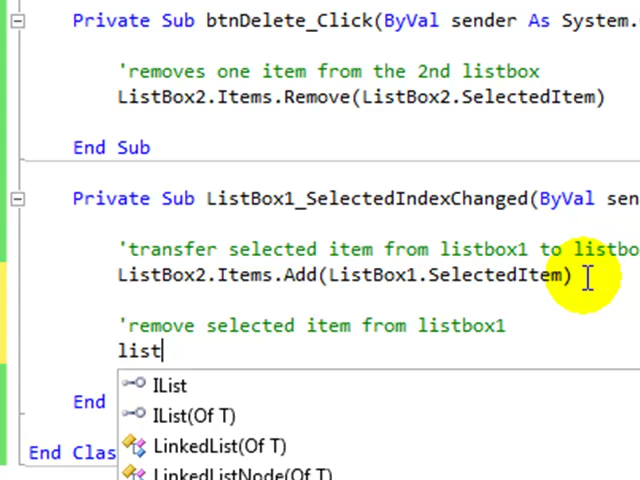 Private Sub btnDelete_Click(ByVal sender As System.
'removes one item from the 2nd listbox
ListBox2.Items.Remove(ListBox2.SelectedItem)
End Sub
Private Sub ListBox1_SelectedIndexChanged(ByVal sen
'transfer selected item from listbox1 to listbo
ListBox2.Items.Add(ListBox1.SelectedItem)
'remove selected item from listbox1
list
IList
IList(Of T)
End
LinkedList(Of T)
End Clas
LinkedListNode(Of T)